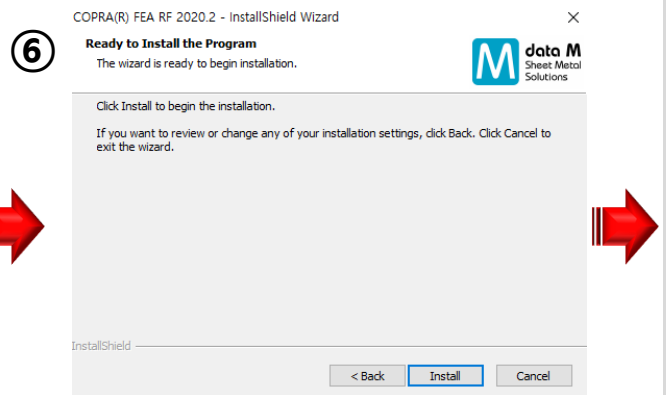 COPRA(R) FEA RF 2020.2 - InstallShield Wizard
⑥
Ready to Install the Program
The wizard is ready to begin installation.
M data M
Sheet Metal
Solutions
Click Install to begin the installation.
If you want to review or change any of your installation settings, click Back. Click Cancel to
exit the wizard.
InstallShield
< Back Install Cancel